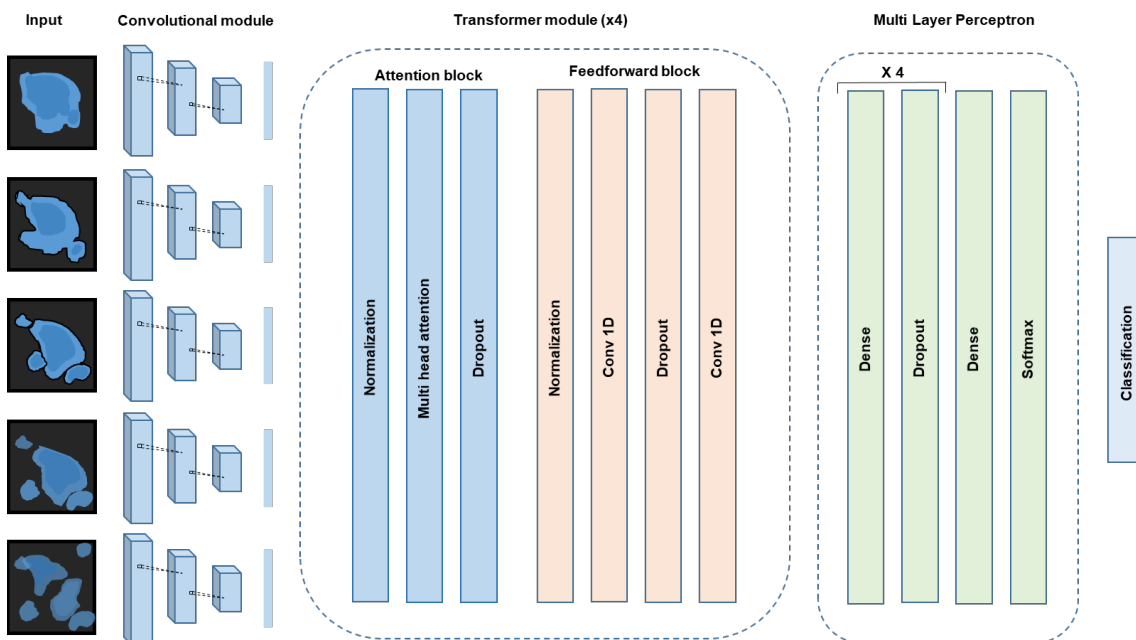 Input
Convolutional module
Transformer module (x4)
Multi Layer Perceptron
Attention block
Feedforward block
X 4
Normalization
Multi head attention
Dropout
Normalization
Conv 1D
Dropout
Conv 1D
Dense
Dropout
Dense
Softmax
Classification